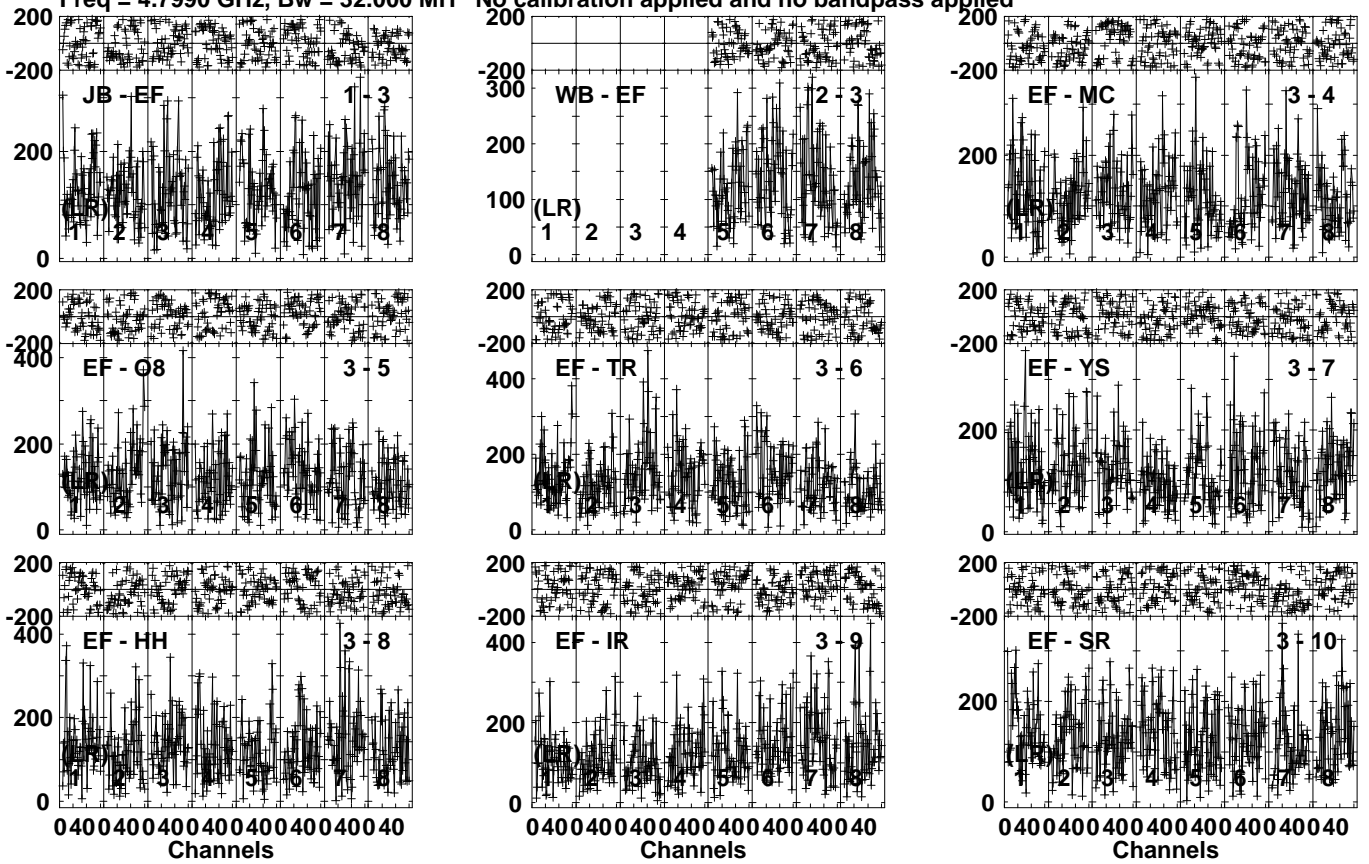 Freq = 4.7990 GHz, Bw = 32.000 MH No calibration applied and no bandpass applied
200
-200
JB - EF 1 - 3
200
(LR)
1 2 3 4 5 6 7 8
0
200
-200
300
WB - EF 2 - 3
200
100
(LR)
1 2 3 4 5 6 7 8
0
200
-200
EF - MC 3 - 4
200
(LR)
1 2 3 4 5 6 7 8
0
200
-200
400
EF - O8 3 - 5
200
(LR)
1 2 3 4 5 6 7 8
0
200
-200
EF - TR 3 - 6
400
200
(LR)
1 2 3 4 5 6 7 8
0
200
-200
EF - YS 3 - 7
200
(LR)
1 2 3 4 5 6 7 8
0
200
-200
400
EF - HH 3 - 8
200
(LR)
1 2 3 4 5 6 7 8
0
0 40 0 40 0 40 0 40 0 40 0 40 0 40 0 40
Channels
200
-200
EF - IR 3 - 9
400
200
(LR)
1 2 3 4 5 6 7 8
0
0 40 0 40 0 40 0 40 0 40 0 40 0 40 0 40
Channels
200
-200
EF - SR 3 - 10
200
(LR)
1 2 3 4 5 6 7 8
0
0 40 0 40 0 40 0 40 0 40 0 40 0 40 0 40
Channels